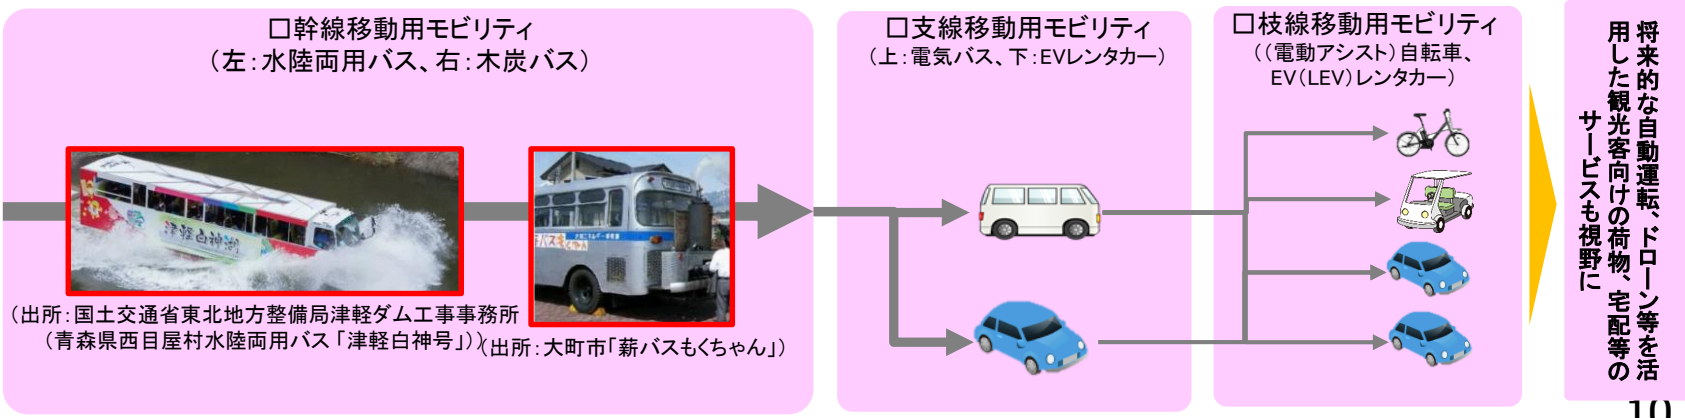 □幹線移動用モビリティ
（左：水陸両用バス、右：木炭バス）
（出所：国土交通省東北地方整備局津軽ダム工事事務所
（青森県西目屋村水陸両用バス「津軽白神号」））
（出所：大町市「薪バスもくちゃん」）
津軽白神湖
□支線移動用モビリティ
（上：電気バス、下：EVレンタカー）
□枝線移動用モビリティ
（（電動アシスト）自転車、
EV（LEV）レンタカー）
将来的な自動運転、ドローン等を活
用した観光客向けの荷物、宅配等の
サービスも視野に
10